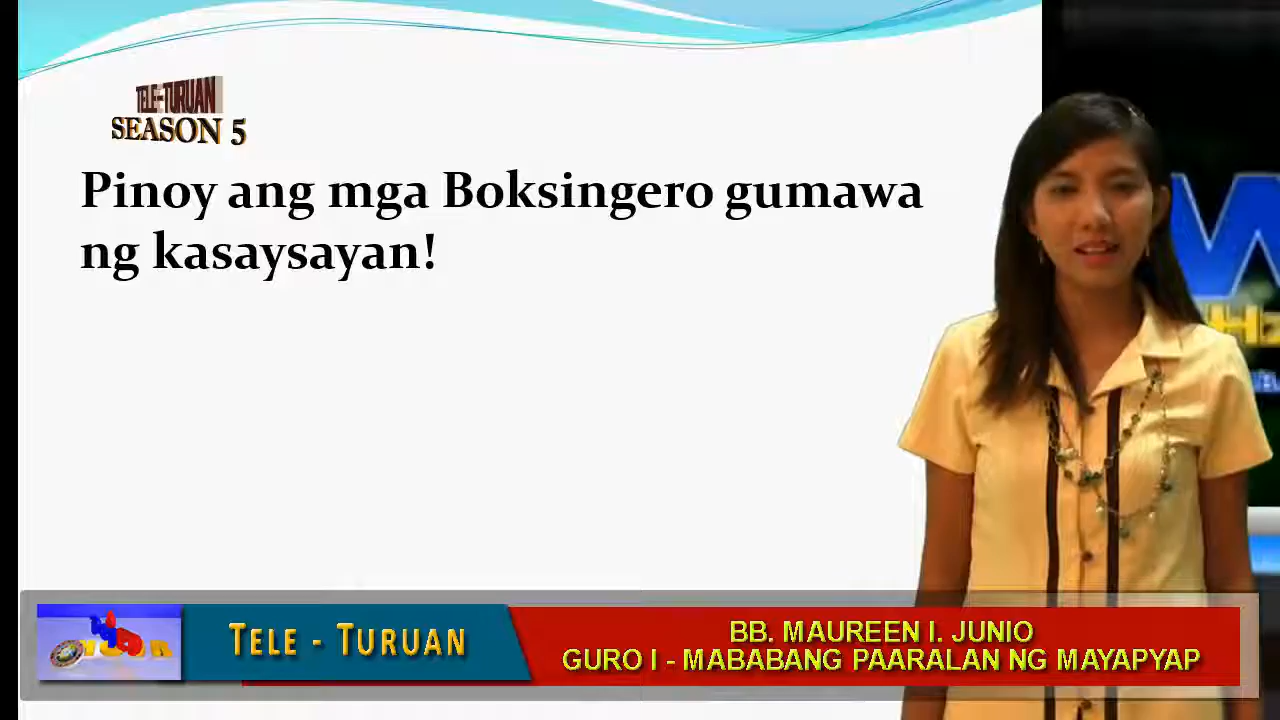 TELE-TURUAN
SEASON 5
Pinoy ang mga Boksingero gumawa
ng kasaysayan!
W
TELE - TURUAN
BB. MAUREEN I. JUNIO
GURO I - MABABANG PAARALAN NG MAYAPYAP